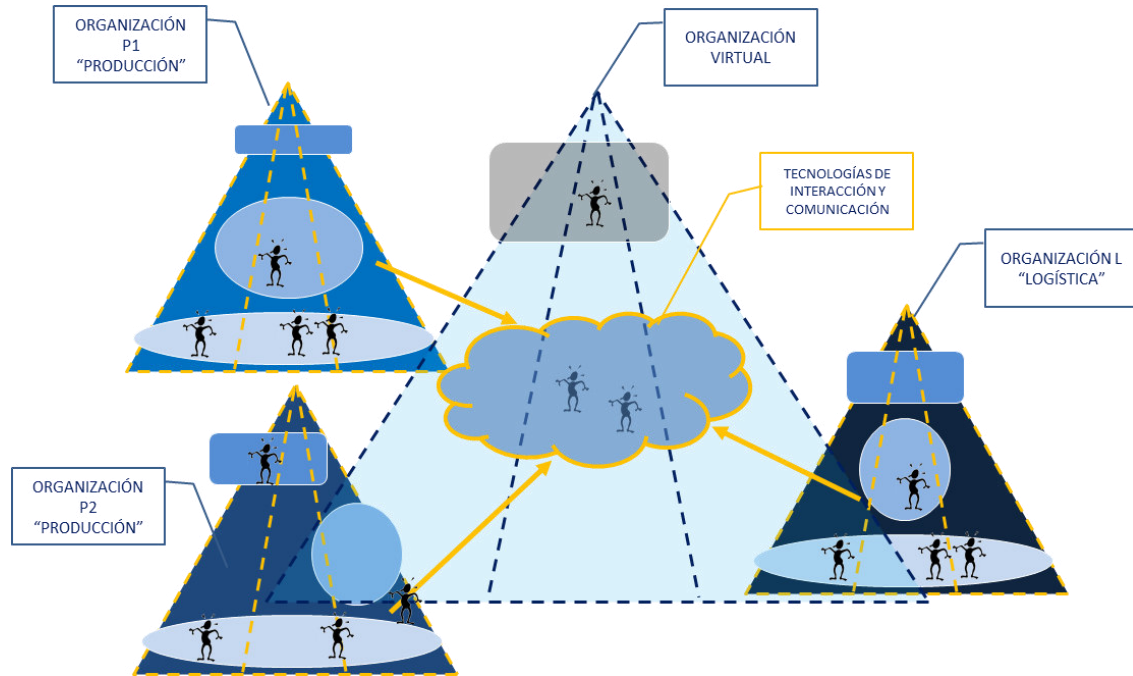 ORGANIZACIÓN
P1
“PRODUCCIÓN”
ORGANIZACIÓN
VIRTUAL
TECNOLOGÍAS DE
INTERACCIÓN Y
COMUNICACIÓN
ORGANIZACIÓN L
“LOGÍSTICA”
ORGANIZACIÓN
P2
“PRODUCCIÓN”